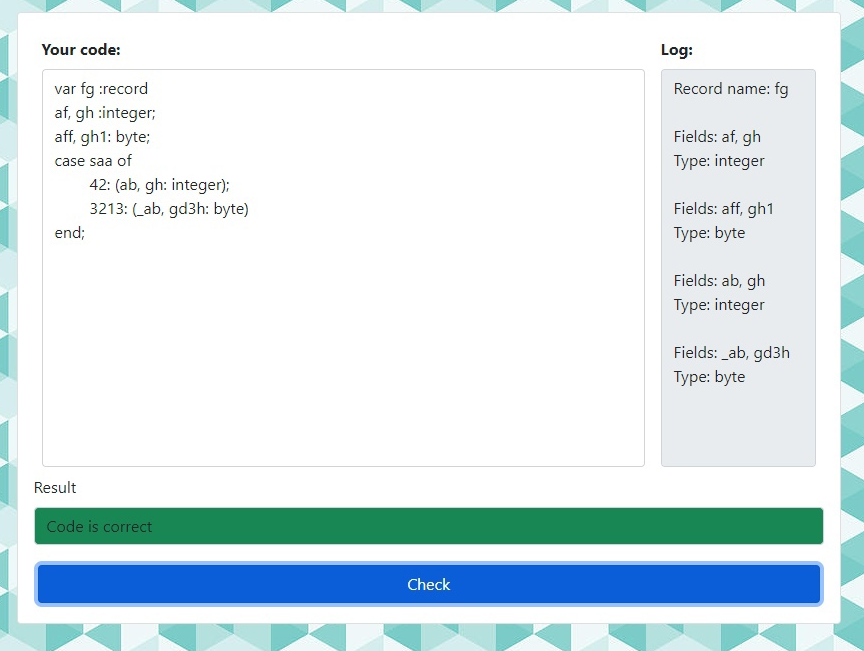 Your code:
var fg :record
af, gh :integer;
aff, gh1: byte;
case saa of
42: (ab, gh: integer);
3213: (_ab, gd3h: byte)
end;
Log:
Record name: fg
Fields: af, gh
Type: integer
Fields: aff, gh1
Type: byte
Fields: ab, gh
Type: integer
Fields: _ab, gd3h
Type: byte
Result
Code is correct
Check